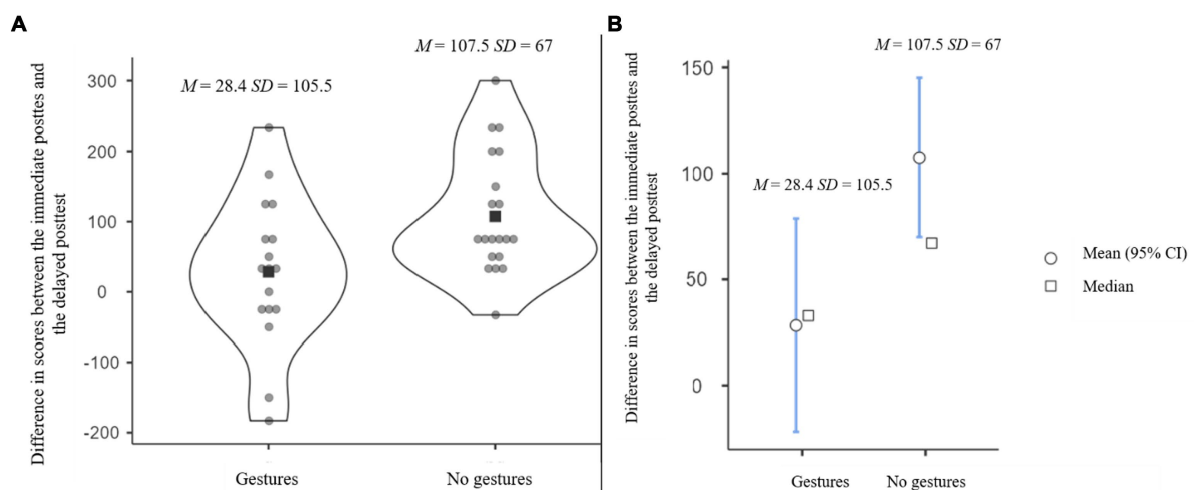 A
M = 107.5 SD = 67
M = 28.4 SD = 105.5
Difference in scores between the immediate posttes and
the delayed posttest
300
200
100
0
-100
-200
Gestures
No gestures
B
M = 107.5 SD = 67
M = 28.4 SD = 105.5
Difference in scores between the immediate posttes and
the delayed posttest
150
100
50
0
Gestures
No gestures
Mean (95% CI)
Median